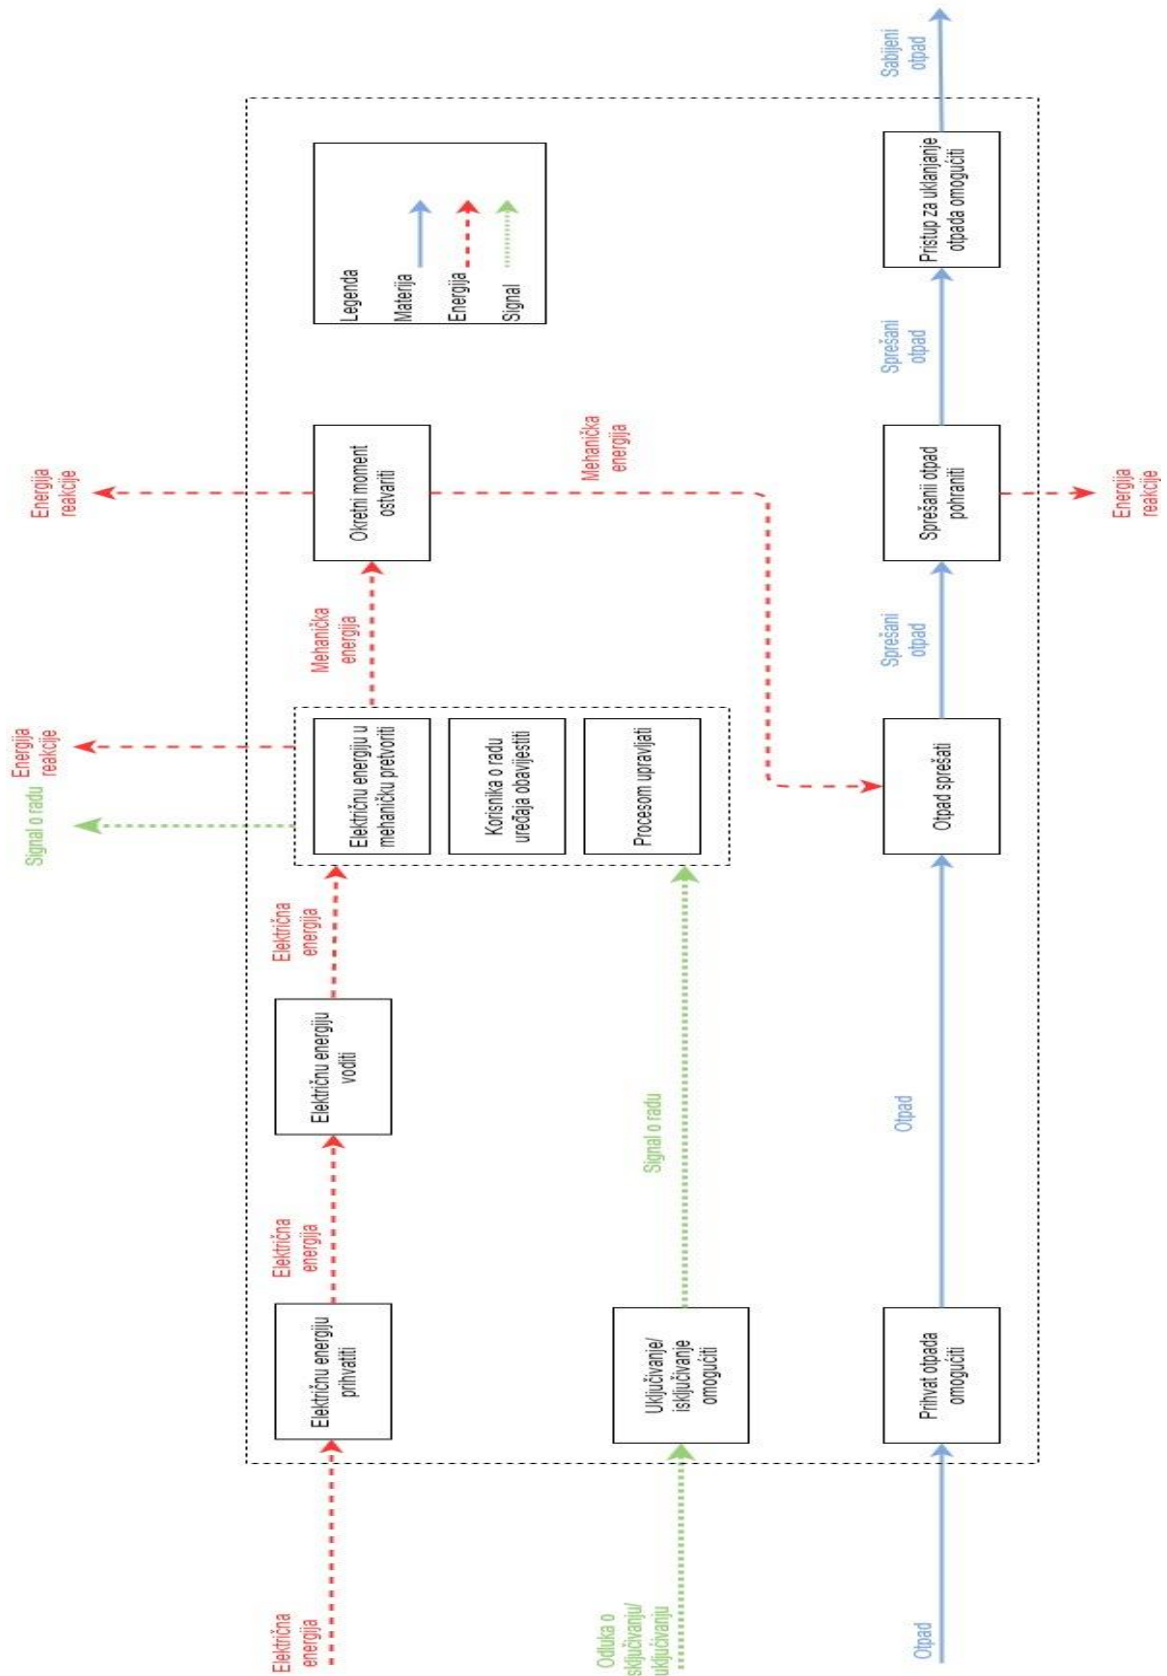 Signal o radu
Energija
reakcije
Energija
reakcije
Električna
energija
Električnu energiju
prihvatiti
Električna
energija
Električnu energiju
voditi
Električna
energija
Električnu energiju u
mehaničku pretvoriti
Korisnika o radu
uređaja obavijestiti
Procesom upravljati
Mehanička
energija
Okretni moment
ostvariti
Mehanička
energija
Legenda
Materija
Energija
Signal
Odluka o
sključivanju/
uključivanju
Uključivanje/
isključivanje
omogućiti
Signal o radu
Otpad
Prihvat otpada
omogućiti
Otpad
Otpad sprešati
Sprešani
otpad
Sprešanii otpad
pohraniti
Sprešani
otpad
Pristup za uklanjanje
otpada omogućiti
Sabijeni
otpad
Energija
reakcije